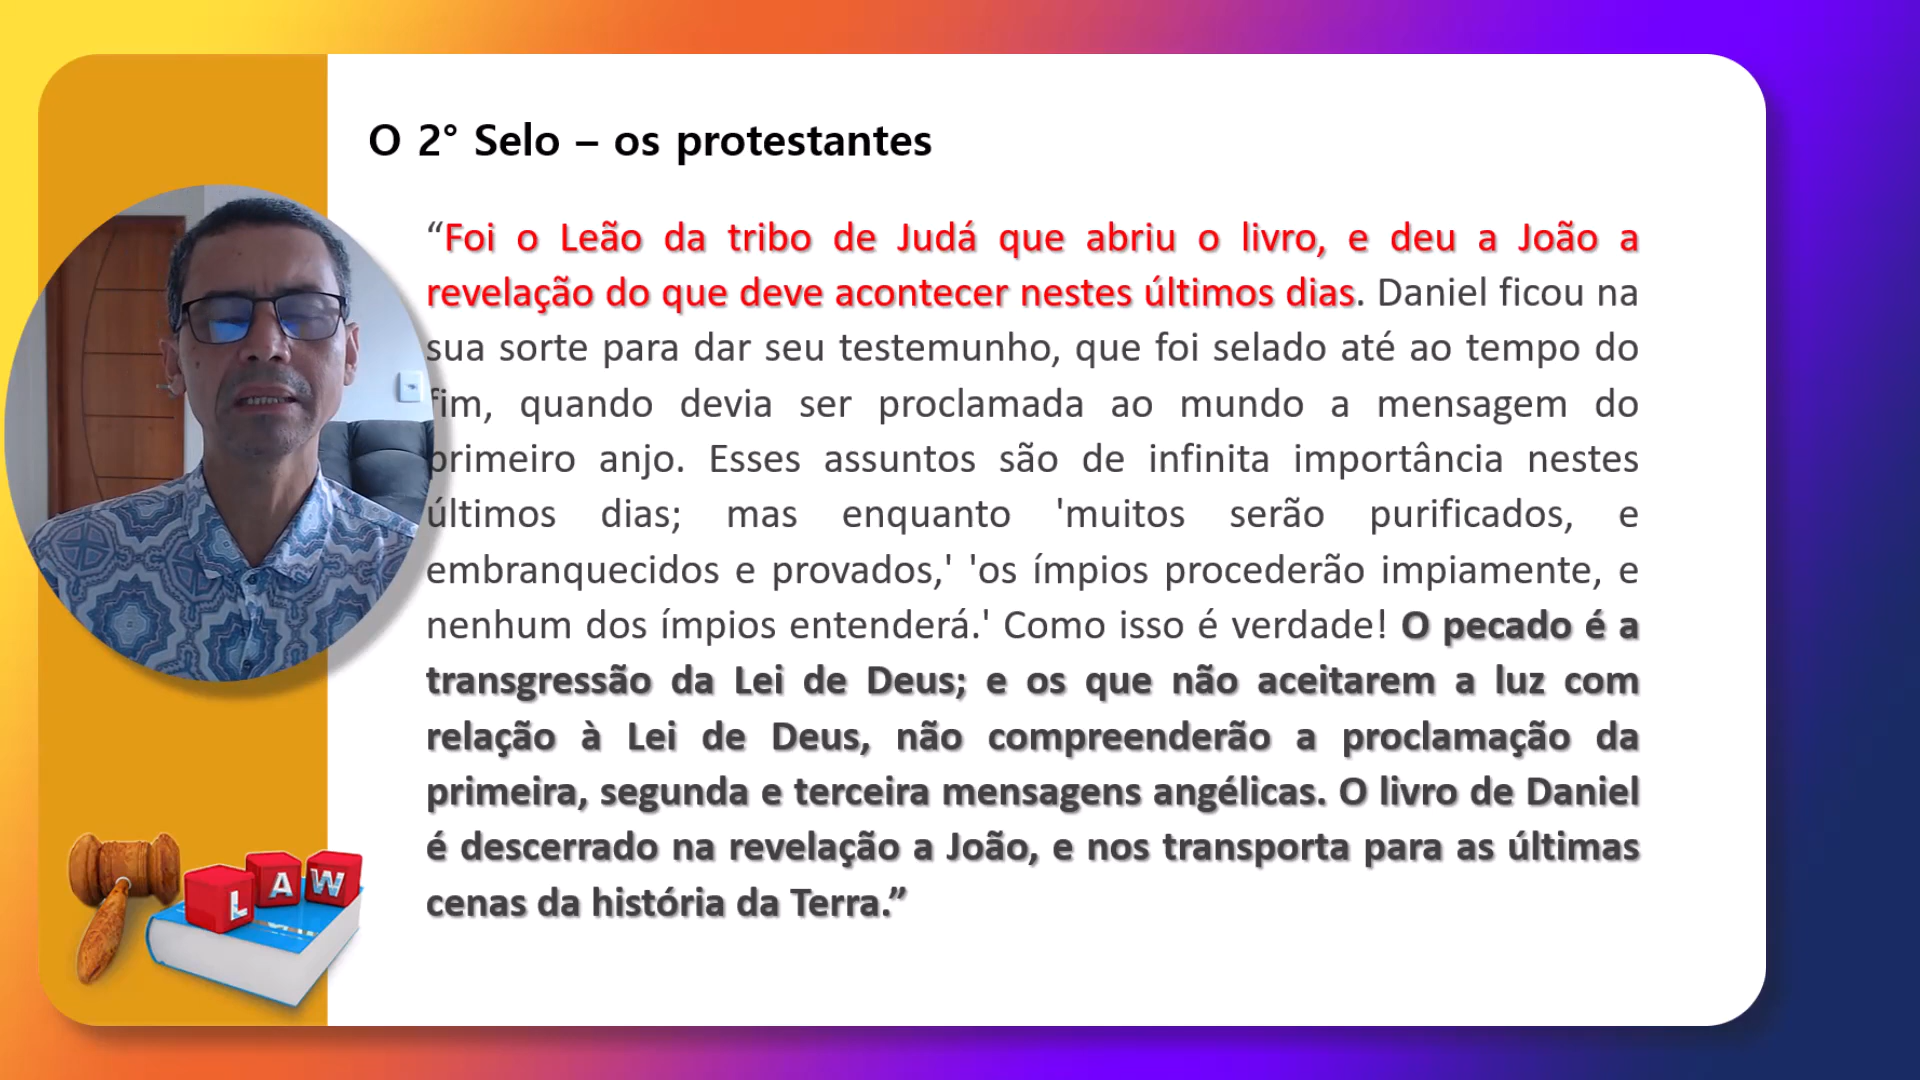 O 2° Selo – os protestantes
“Foi o Leão da tribo de Judá que abriu o livro, e deu a João a
revelação do que deve acontecer nestes últimos dias. Daniel ficou na
sua sorte para dar seu testemunho, que foi selado até ao tempo do
fim, quando devia ser proclamada ao mundo a mensagem do
primeiro anjo. Esses assuntos são de infinita importância nestes
últimos dias; mas enquanto 'muitos serão purificados, e
embranquecidos e provados,' 'os ímpios procederão impiamente, e
nenhum dos ímpios entenderá.' Como isso é verdade! O pecado é a
transgressão da Lei de Deus; e os que não aceitarem a luz com
relação à Lei de Deus, não compreenderão a proclamação da
primeira, segunda e terceira mensagens angélicas. O livro de Daniel
é descerrado na revelação a João, e nos transporta para as últimas
cenas da história da Terra.”
LAW